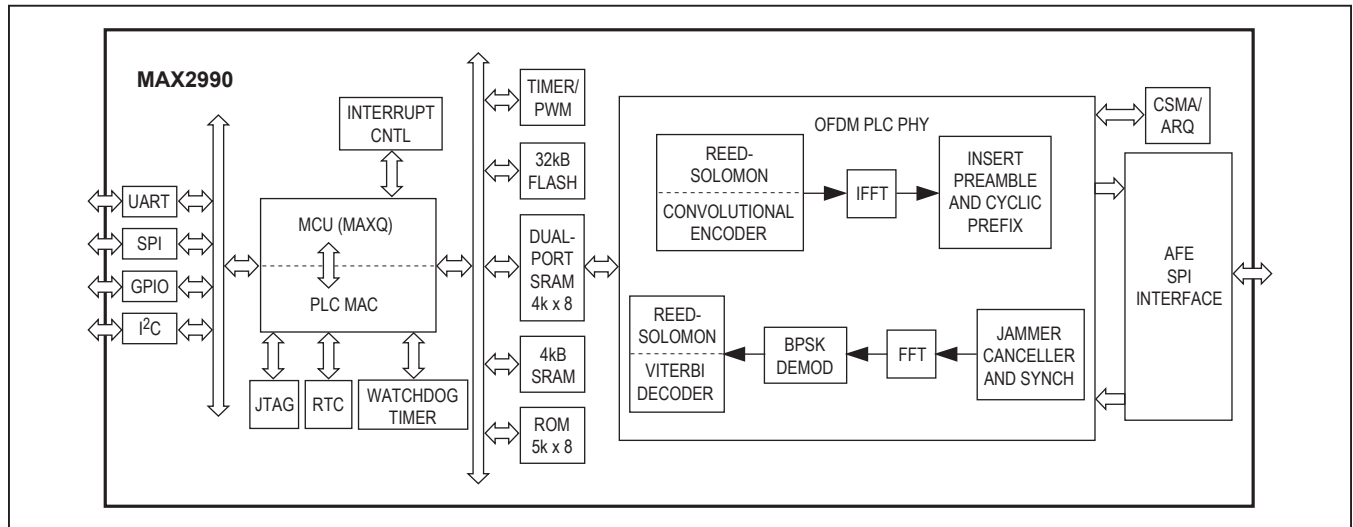 MAX2990
UART
SPI
GPIO
I²C
INTERRUPT
CNTL
MCU (MAXQ)
PLC MAC
JTAG
RTC
WATCHDOG
TIMER
TIMER/
PWM
32kB
FLASH
DUAL-
PORT
SRAM
4k x 8
4kB
SRAM
ROM
5k x 8
OFDM PLC PHY
REED-
SOLOMON
CONVOLUTIONAL
ENCODER
IFFT
INSERT
PREAMBLE
AND CYCLIC
PREFIX
REED-
SOLOMON
VITERBI
DECODER
BPSK
DEMOD
FFT
JAMMER
CANCELLER
AND SYNCH
CSMA/
ARQ
AFE
SPI
INTERFACE